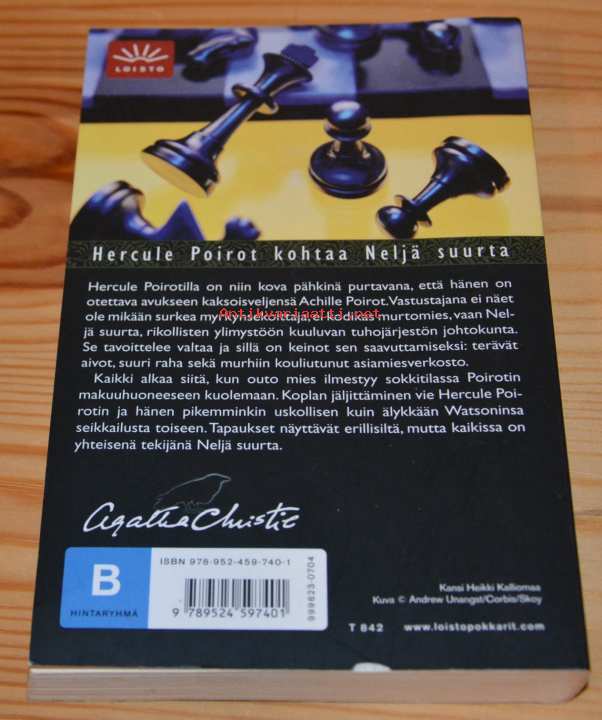 LOISTO
Hercule Poirot kohtaa Neljä suurta
Hercule Poirotilla on niin kova pähkinä purtavana, että hänen on
otettava avukseen kaksoisveljensä Achille Poirot. Vastustajana ei näet
Antikvariaatti.net
ole mikään surkea myrkynsekoittaja, ei kodikas murtomies, vaan Nel-
jä suurta, rikollisten ylimystöön kuuluvan tuhojärjestön johtokunta.
Se tavoittelee valtaa ja sillä on keinot sen saavuttamiseksi: terävät
aivot, suuri raha sekä murhiin kouliutunut asiamiesverkosto.
Kaikki alkaa siitä, kun outo mies ilmestyy sokkitilassa Poirotin
makuuhuoneeseen kuolemaan. Koplan jäljittäminen vie Hercule Poi-
rotin ja hänen pikemminkin uskollisen kuin älykkään Watsoninsa
seikkailusta toiseen. Tapaukset näyttävät erillisiltä, mutta kaikissa on
yhteisenä tekijänä Neljä suurta.
Agatha Christie
B
HINTARYHMÄ
ISBN 978-952-459-740-1
9 789524 597401
999823-0704
Kansi Heikki Kalliomaa
Kuva © Andrew Unangst/Corbis/Skoy
T 642 www.loistopokkarit.com